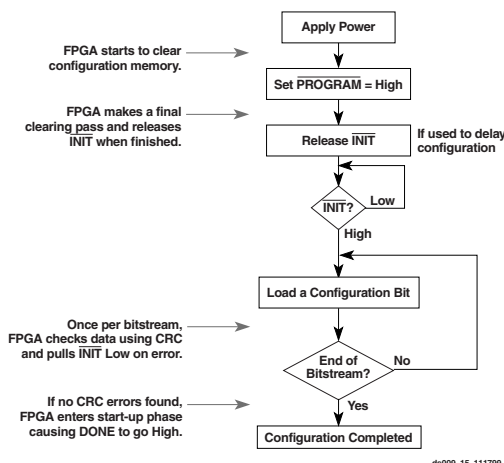 Apply Power
FPGA starts to clear
configuration memory.
Set PROGRAM = High
FPGA makes a final
clearing pass and releases
INIT when finished.
Release INIT
If used to delay
configuration
INIT?
Low
High
Load a Configuration Bit
Once per bitstream,
FPGA checks data using CRC
and pulls INIT Low on error.
End of
Bitstream?
No
Yes
If no CRC errors found,
FPGA enters start-up phase
causing DONE to go High.
Configuration Completed